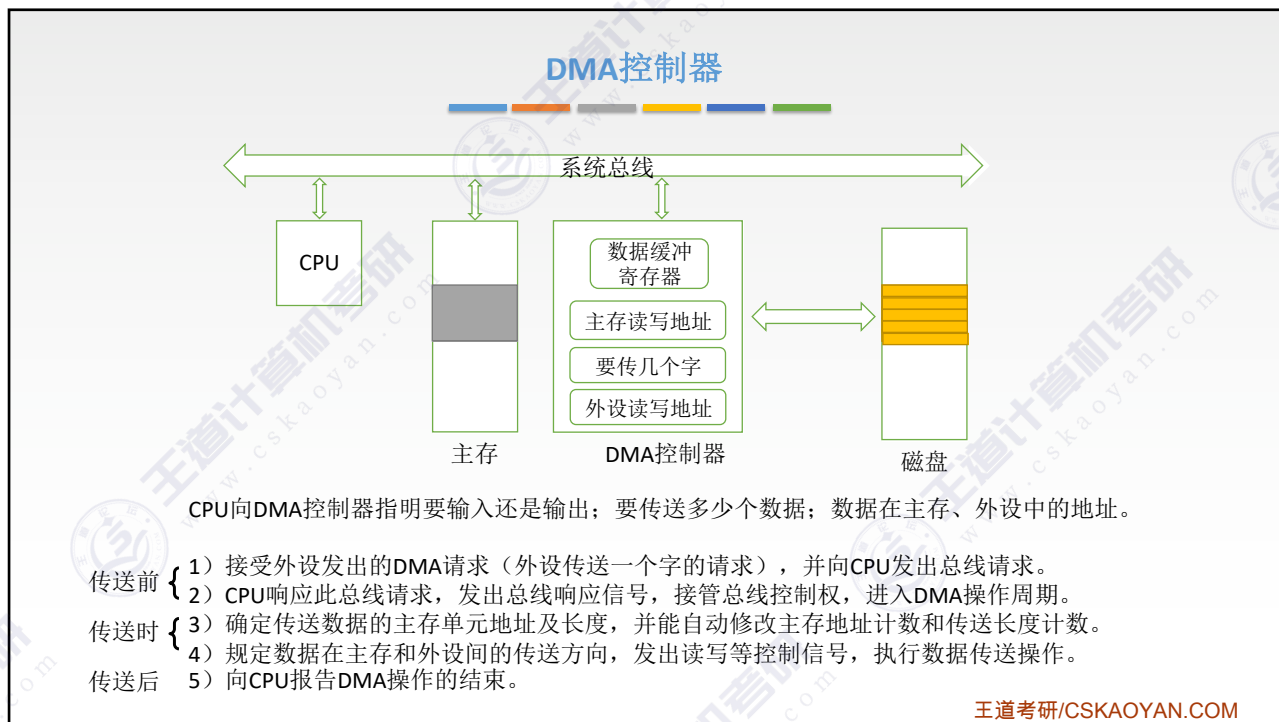 DMA控制器
系统总线
CPU
数据缓冲
寄存器
主存读写地址
要传几个字
外设读写地址
主存
DMA控制器
磁盘
CPU向DMA控制器指明要输入还是输出；要传送多少个数据；数据在主存、外设中的地址。
传送前
1）接受外设发出的DMA请求（外设传送一个字的请求），并向CPU发出总线请求。
2）CPU响应此总线请求，发出总线响应信号，接管总线控制权，进入DMA操作周期。
传送时
3）确定传送数据的主存单元地址及长度，并能自动修改主存地址计数和传送长度计数。
4）规定数据在主存和外设间的传送方向，发出读写等控制信号，执行数据传送操作。
传送后
5）向CPU报告DMA操作的结束。
王道考研/CSKAOYAN.COM
王道计算机考研
www.cskaoyan.com